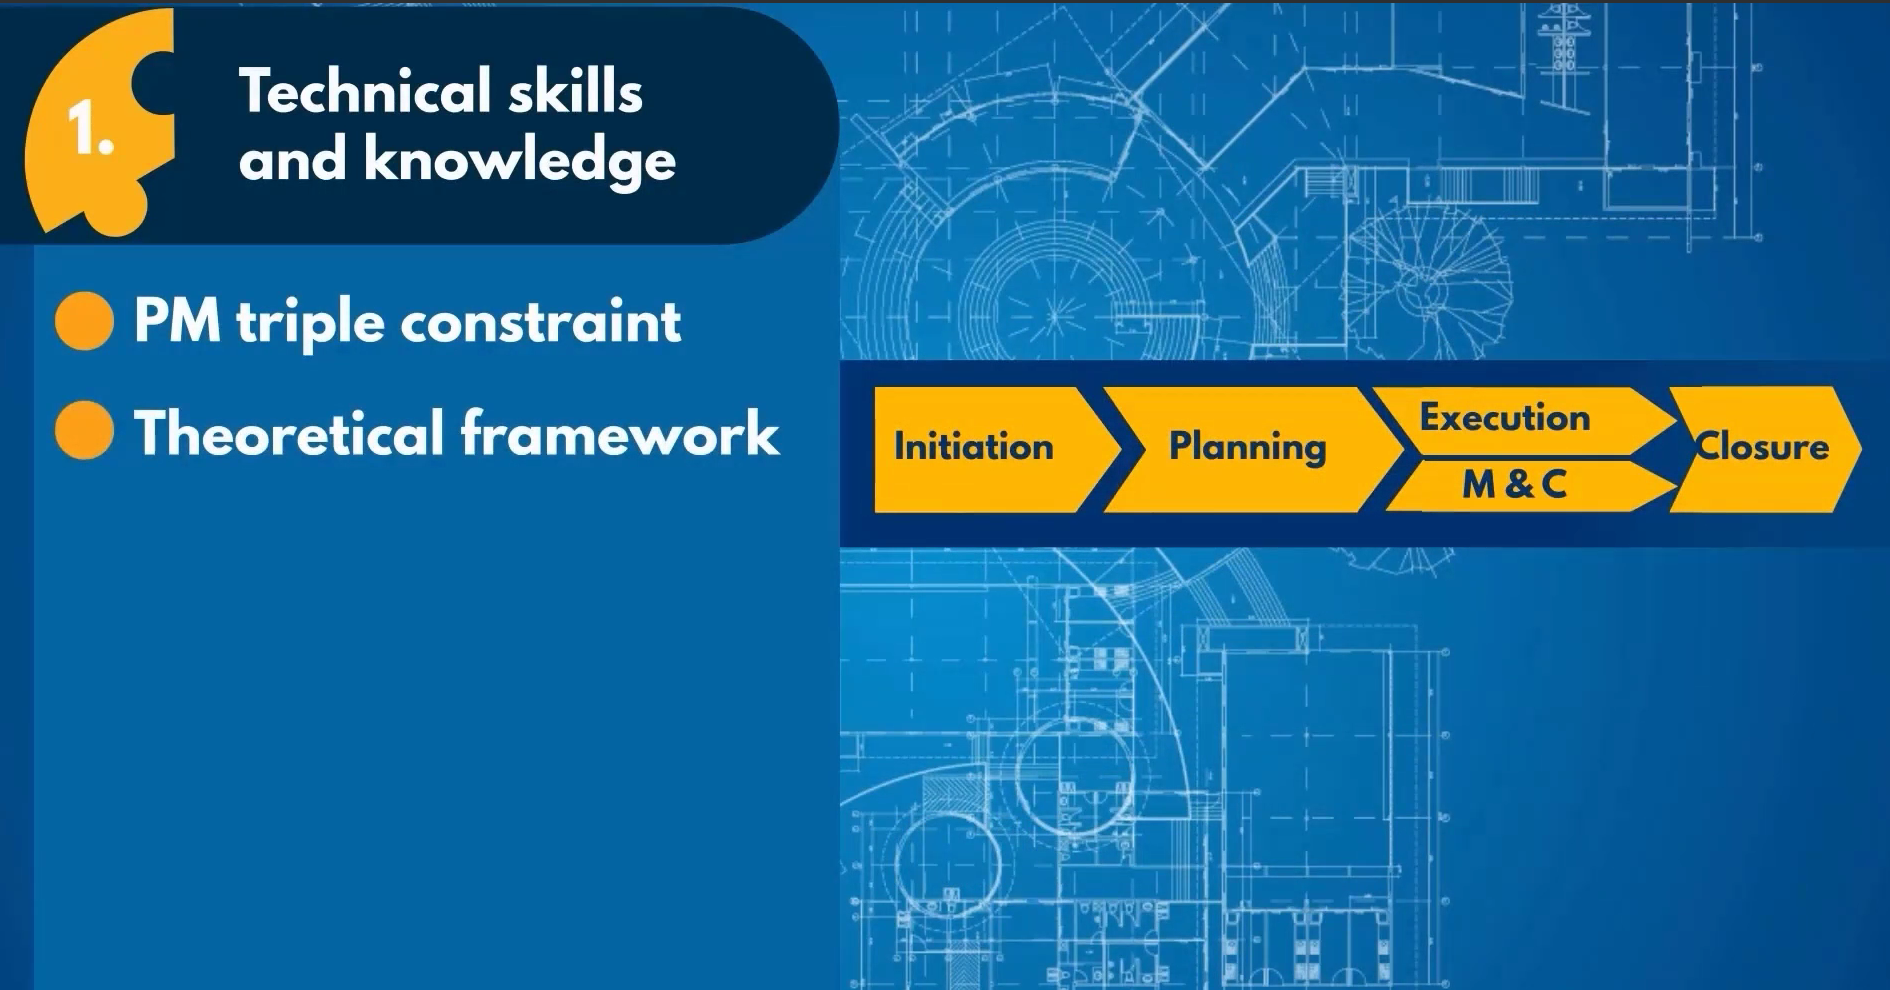 1.
Technical skills
and knowledge
PM triple constraint
Theoretical framework
Initiation
Planning
Execution
M & C
Closure